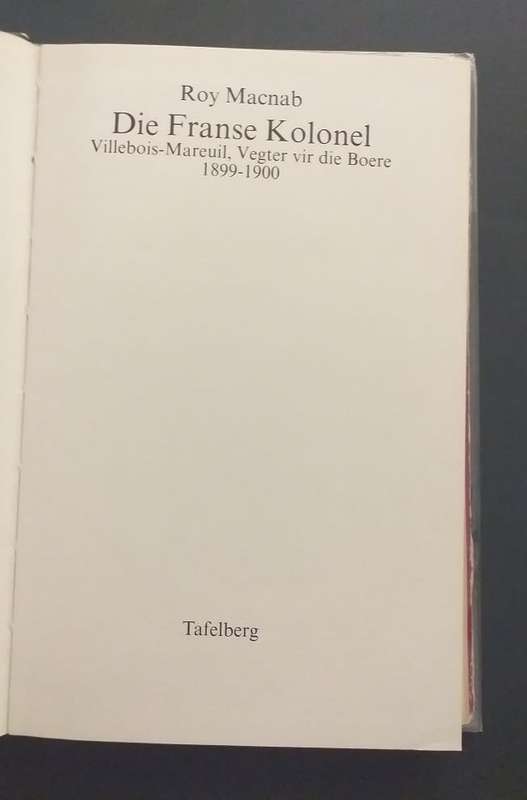 Roy Macnab
Die Franse Kolonel
Villebois-Mareuil, Vegter vir die Boere
1899-1900
Tafelberg